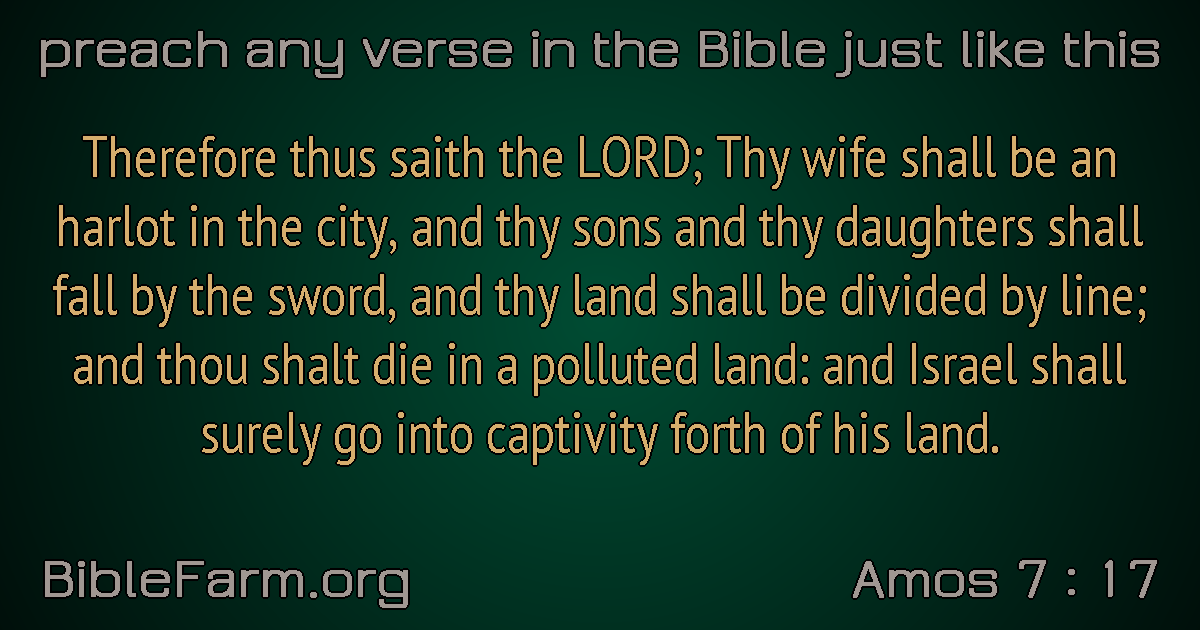 preach any verse in the Bible just like this
Therefore thus saith the LORD; Thy wife shall be an
harlot in the city, and thy sons and thy daughters shall
fall by the sword, and thy land shall be divided by line;
and thou shalt die in a polluted land: and Israel shall
surely go into captivity forth of his land.
BibleFarm.org
Amos 7 : 17